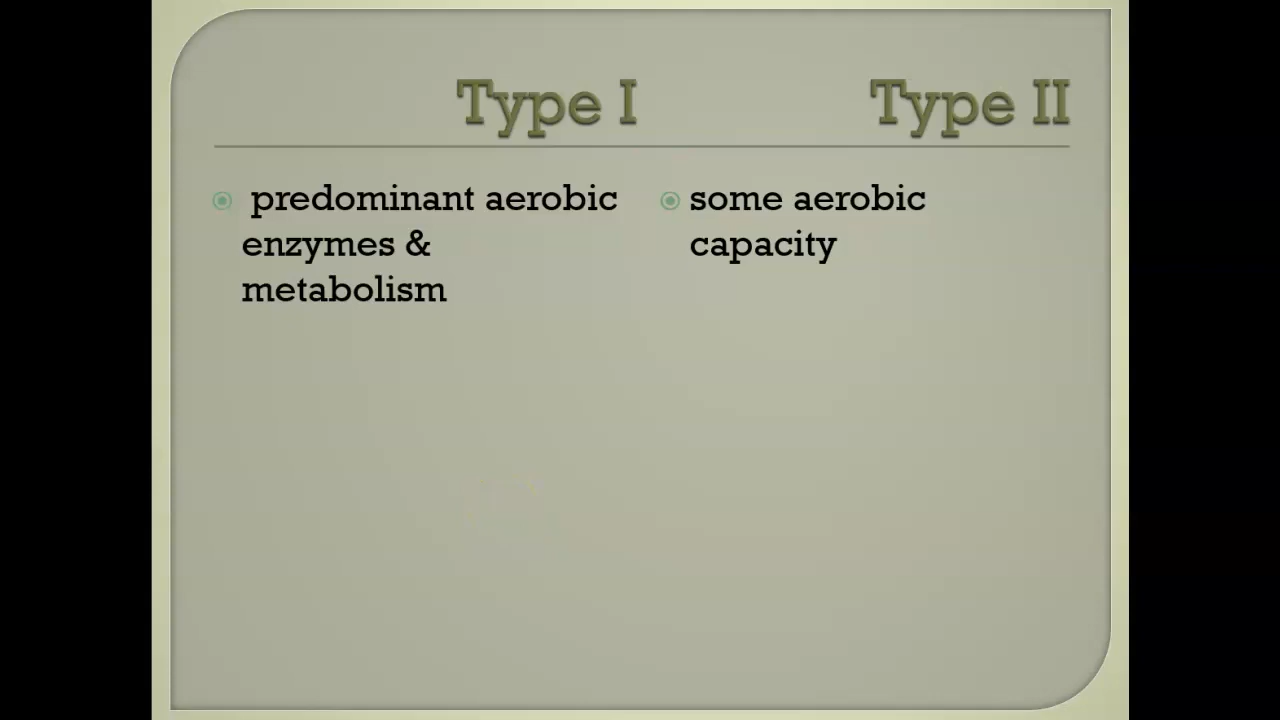 Type I
Type II
predominant aerobic
enzymes &
metabolism
some aerobic
capacity